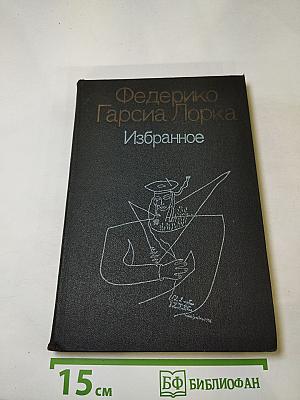 Федерико
Гарсиа Лорка
Избранное
15 см
БФ БИБЛИОФАН